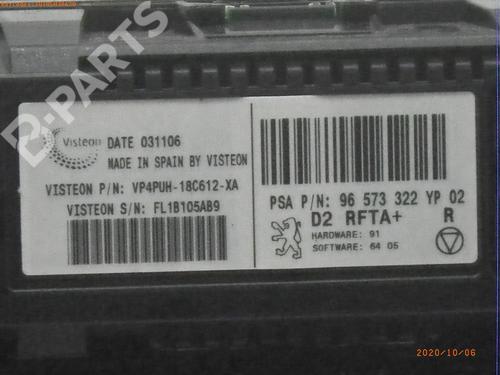 B-PARTS
Visteon
DATE 031106
MADE IN SPAIN BY VISTEON
VISTEON P/N: VP4PUH-18C612-XA
VISTEON S/N: FL1B105AB9
PSA P/N: 96 573 322 YP 02
D2 RFTA+ R
HARDWARE: 91
SOFTWARE: 64 05
2020/10/06